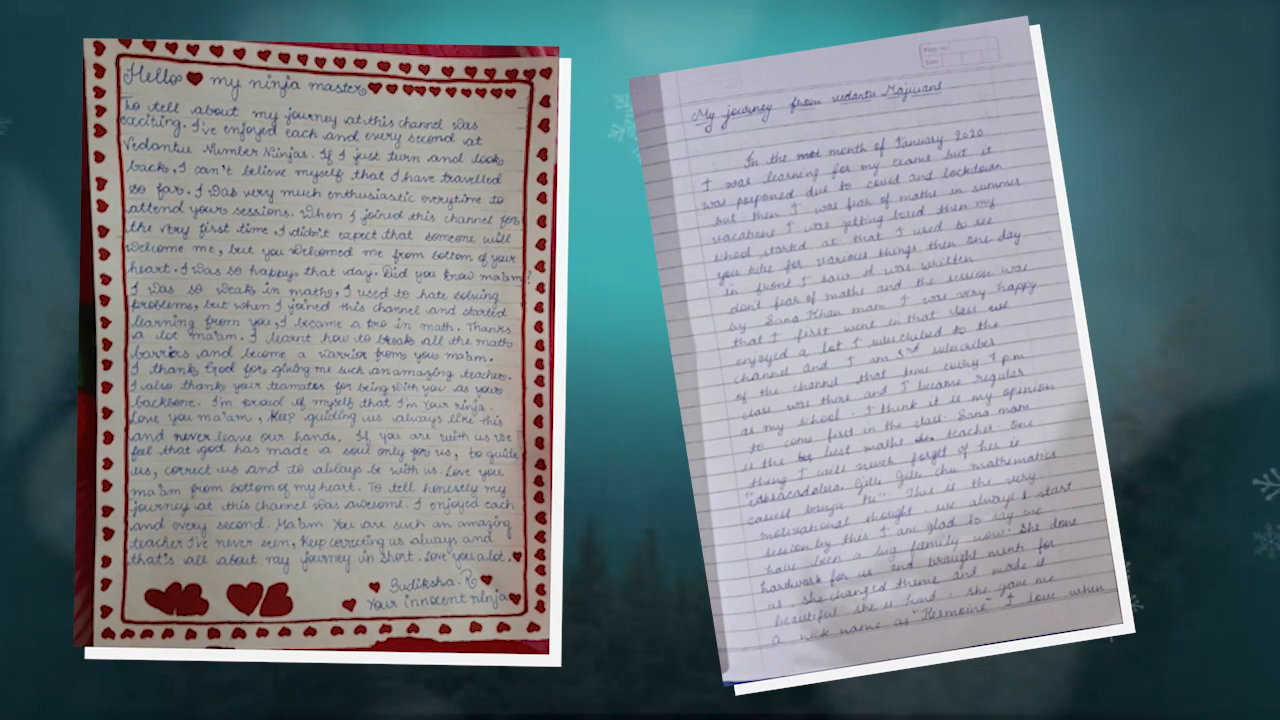 Hello my ninja master
To tell about my journey at this channel was
exciting. I've enjoyed each and every second at
Vedantu Number Ninjas. If I just turn and look
back, I can't believe myself that I have travelled
so far. I was very much enthusiastic everytime to
attend your sessions. When I joined this channel for
the very first time, I didn't expect that someone will
welcome me, but you welcomed me from bottom of your
heart. I was so happy that day. Did you know ma'am?
I was so weak in math, I used to hate solving
problems, but when I joined this channel and started
learning from you, I became a pro in math. Thanks
a lot ma'am. I learnt how to break all the math
barriers and become a warrior from you ma'am.
I thank God for giving me such an amazing teacher.
I also thank your teamates for being with you as your
backbone. I'm proud of myself that I'm your ninja.
Love you ma'am, Keep guiding us always like this
and never leave our hands. If you are with us we
fell that god has made a soul only for us, to guide
us, correct us and to always be with us. Love you
ma'am from bottom of my heart. To tell honestly my
journey at this channel was awesome. I enjoyed each
and every second. Ma'am You are such an amazing
teacher I've never seen, keep correcting us always and
that's all about my journey in short. Love you a lot.
Sudiksha. R
Your innocent ninja
Page No.
Date
My journey from vedantu
In the month of January 2020
I was learning for my exams but it
was posponed due to covid and lockdown
but then I was fear of maths in summer
vacations I was getting bored then my
school started at that I used to see
you tube for various things then one day
in front I saw it was written
don't fear of maths and the session was
by Sana Khan mam I was very happy
that I first went in that class and
enjoyed a lot I subscribed to the
channel and I am 3rd subscriber
of the channel that time every 7 pm
class was there and I became regular
as my school. I think it is my opinion
to come first in the class. Sana mam
is the best maths teacher. One
thing I will never forget of her is
"Abracadabra Gili Gili chu mathematics
easiest banja tu". This is the very
motivational thought we always start
session by this I am glad to say we
have been a big family now. She done
hardwork for us and brought merch for
us. She changed theme and made it
beautiful she is kind. She gave me
a nick name as "Hermoine" I love when